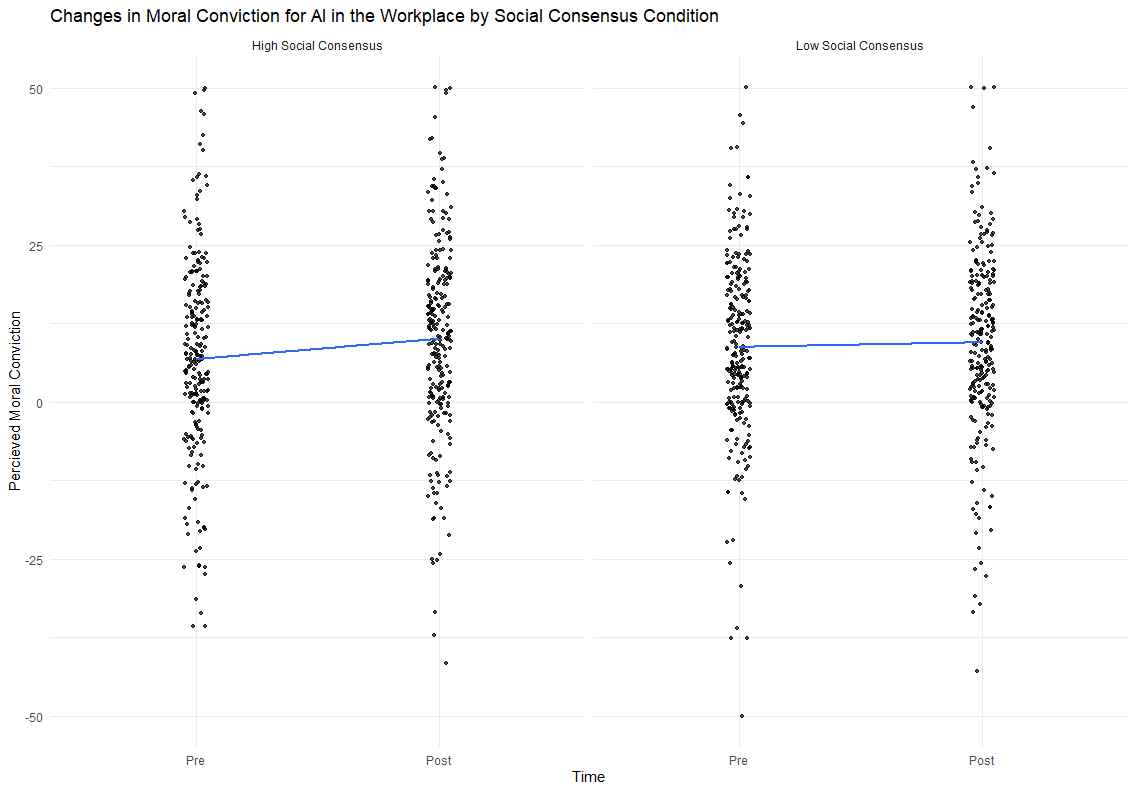 Changes in Moral Conviction for AI in the Workplace by Social Consensus Condition
High Social Consensus
Low Social Consensus
Percieved Moral Conviction
50
25
0
-25
-50
Pre
Post
Pre
Post
Time